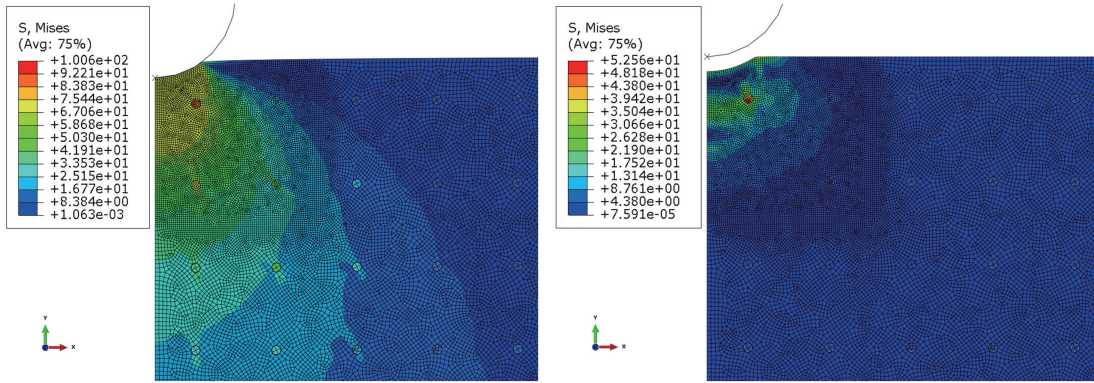 S, Mises
(Avg: 75%)
+1.006e+02
+9.221e+01
+8.383e+01
+7.544e+01
+6.706e+01
+5.868e+01
+5.030e+01
+4.191e+01
+3.353e+01
+2.515e+01
+1.677e+01
+8.384e+00
+1.063e-03
Y
Z
X
S, Mises
(Avg: 75%)
+5.256e+01
+4.818e+01
+4.380e+01
+3.942e+01
+3.504e+01
+3.066e+01
+2.628e+01
+2.190e+01
+1.752e+01
+1.314e+01
+8.761e+00
+4.380e+00
+7.591e-05
Y
Z
X